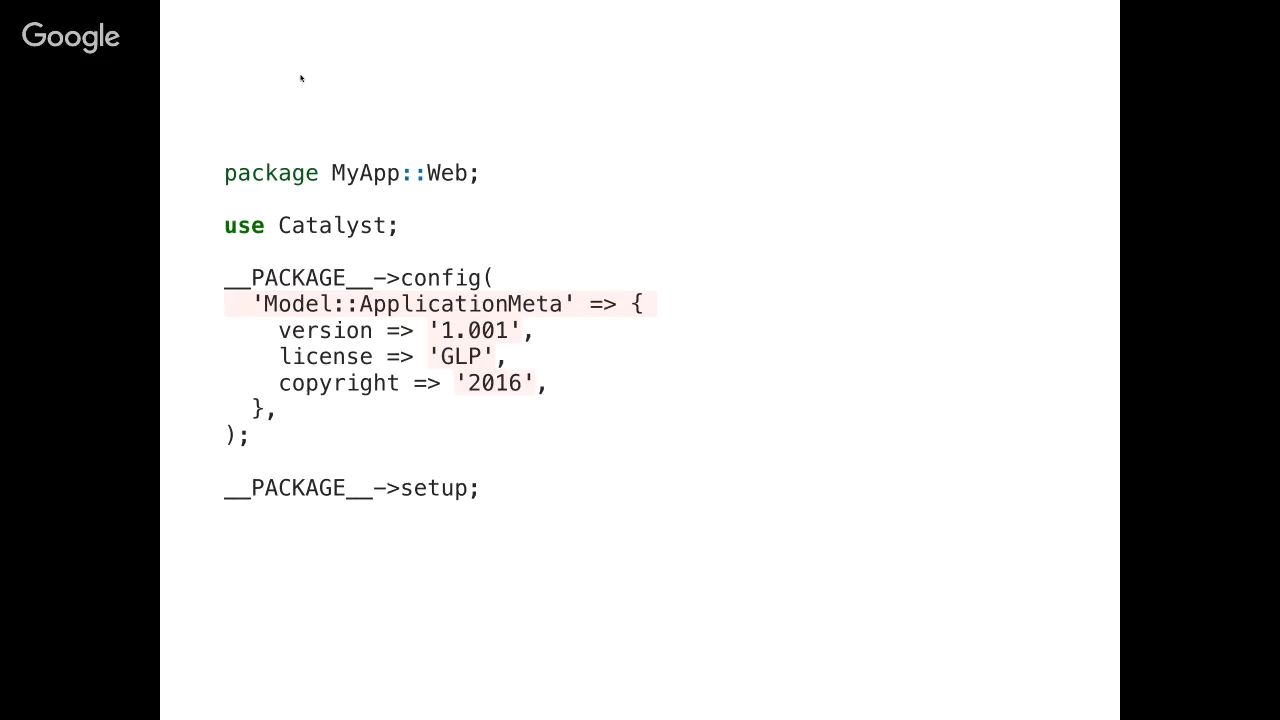 Google
package MyApp::Web;
use Catalyst;
__PACKAGE__->config(
  'Model::ApplicationMeta' => {
    version => '1.001',
    license => 'GLP',
    copyright => '2016',
  },
);
__PACKAGE__->setup;